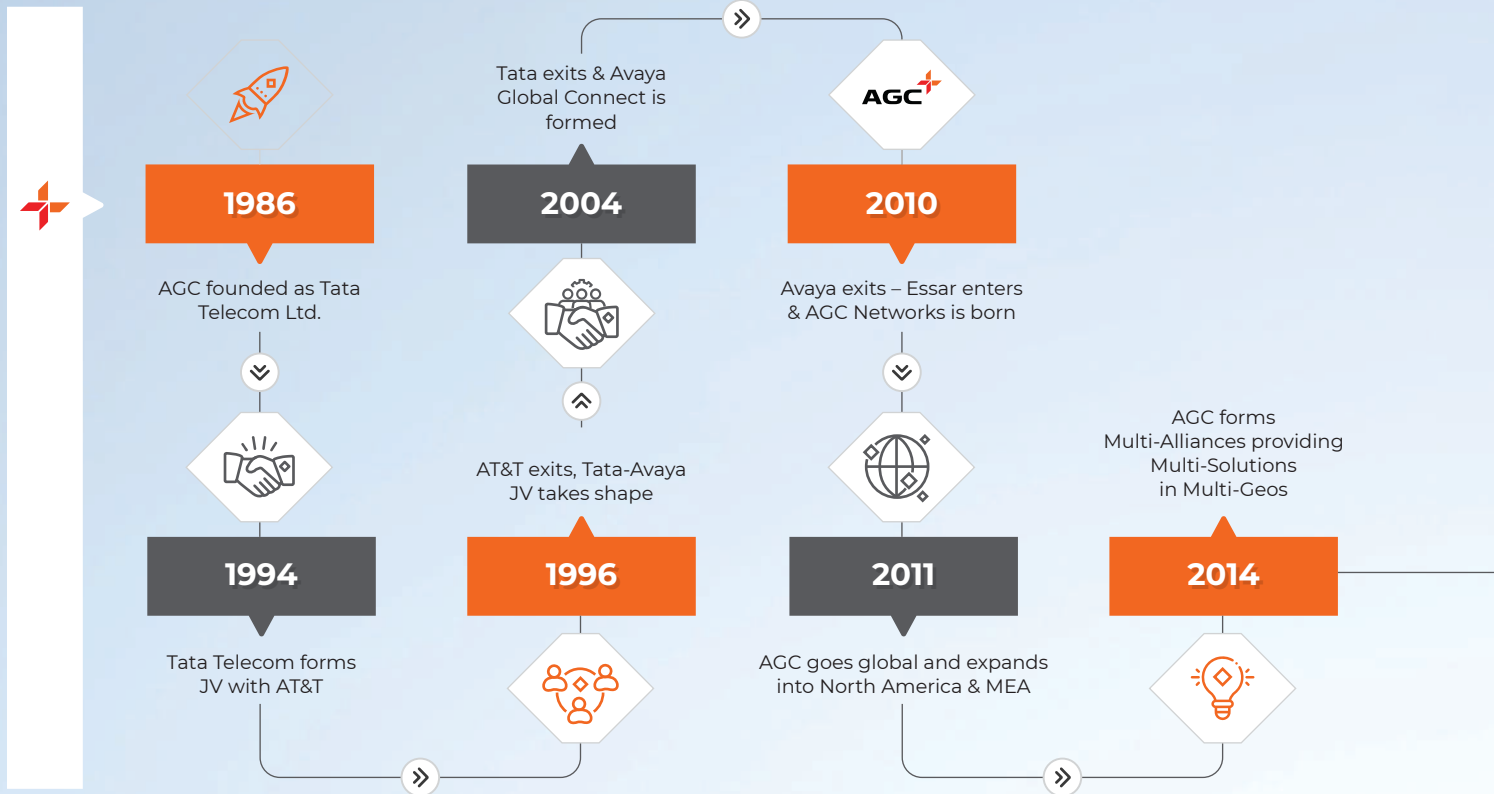 1986
AGC founded as Tata
Telecom Ltd.
1994
Tata Telecom forms
JV with AT&T
AT&T exits, Tata-Avaya
JV takes shape
1996
Tata exits & Avaya
Global Connect is
formed
2004
AGC
2010
Avaya exits – Essar enters
& AGC Networks is born
2011
AGC goes global and expands
into North America & MEA
AGC forms
Multi-Alliances providing
Multi-Solutions
in Multi-Geos
2014